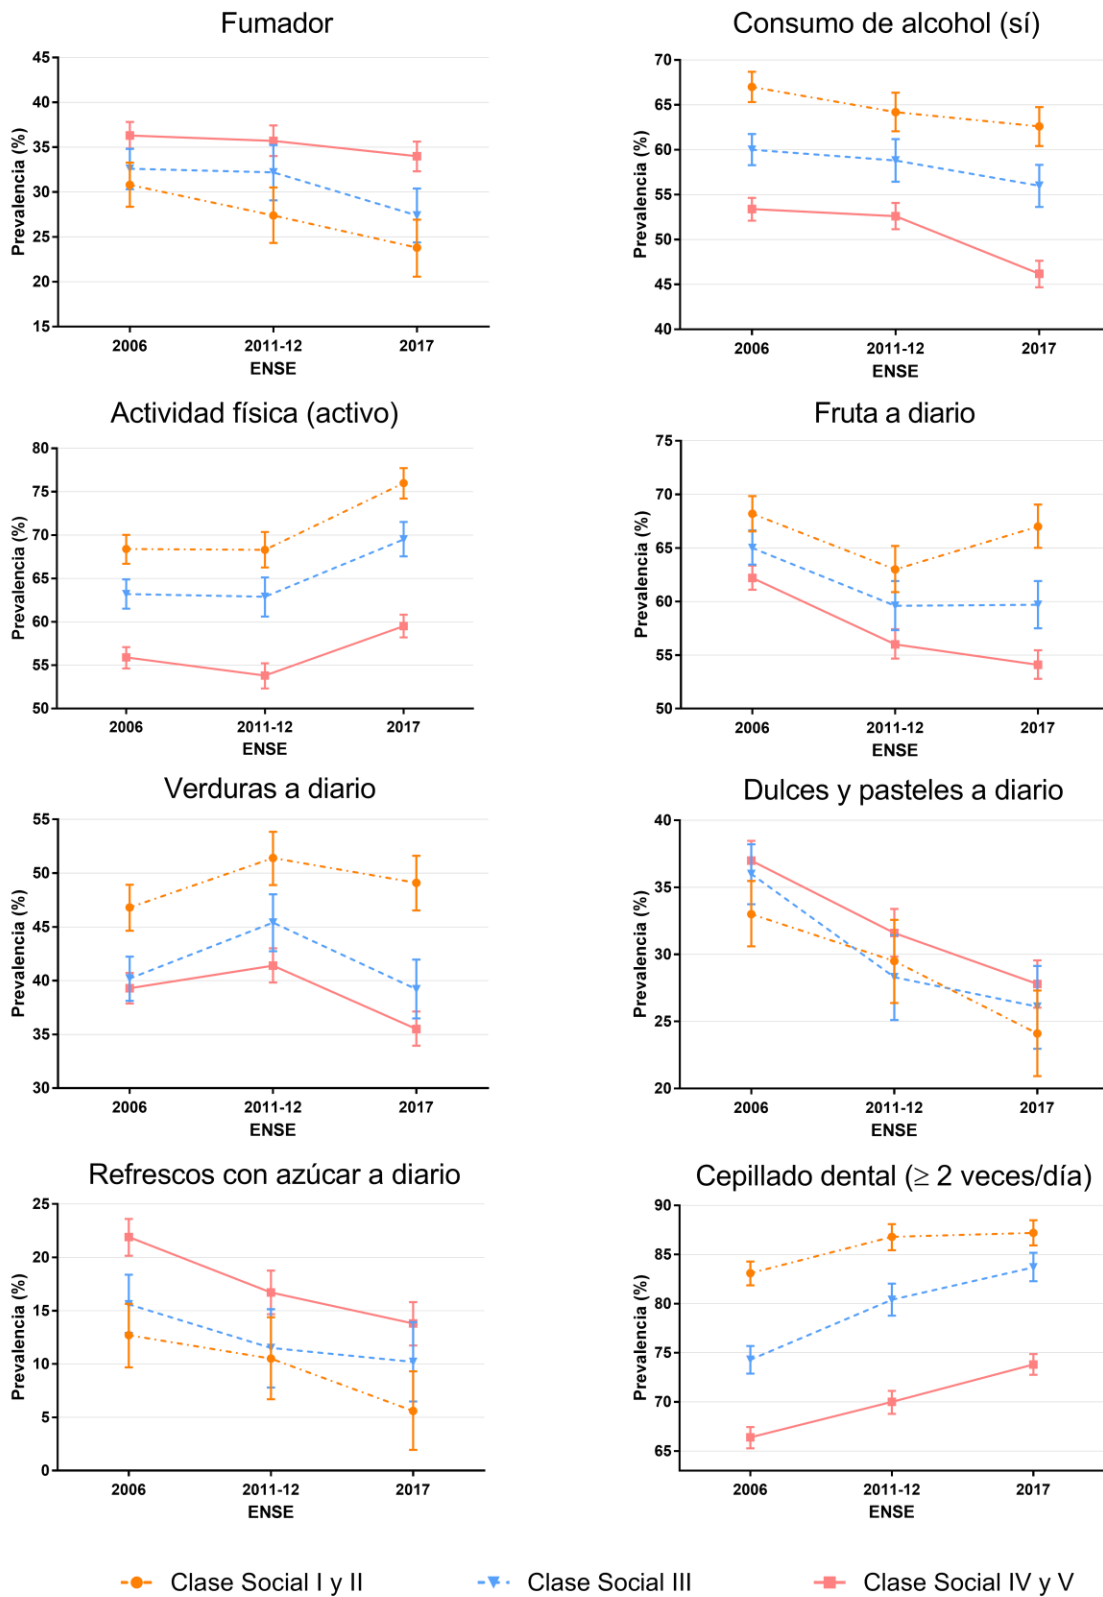 Fumador
Prevalencia (%)
45
40
35
30
25
20
15
2006 2011-12 2017
ENSE
Consumo de alcohol (sí)
Prevalencia (%)
70
65
60
55
50
45
40
2006 2011-12 2017
ENSE
Actividad física (activo)
Prevalencia (%)
80
75
70
65
60
55
50
2006 2011-12 2017
ENSE
Fruta a diario
Prevalencia (%)
75
70
65
60
55
50
2006 2011-12 2017
ENSE
Verduras a diario
Prevalencia (%)
55
50
45
40
35
30
2006 2011-12 2017
ENSE
Dulces y pasteles a diario
Prevalencia (%)
40
35
30
25
20
2006 2011-12 2017
ENSE
Refrescos con azúcar a diario
Prevalencia (%)
25
20
15
10
5
0
2006 2011-12 2017
ENSE
Cepillado dental (≥ 2 veces/día)
Prevalencia (%)
90
85
80
75
70
65
2006 2011-12 2017
ENSE
Clase Social I y II Clase Social III Clase Social IV y V